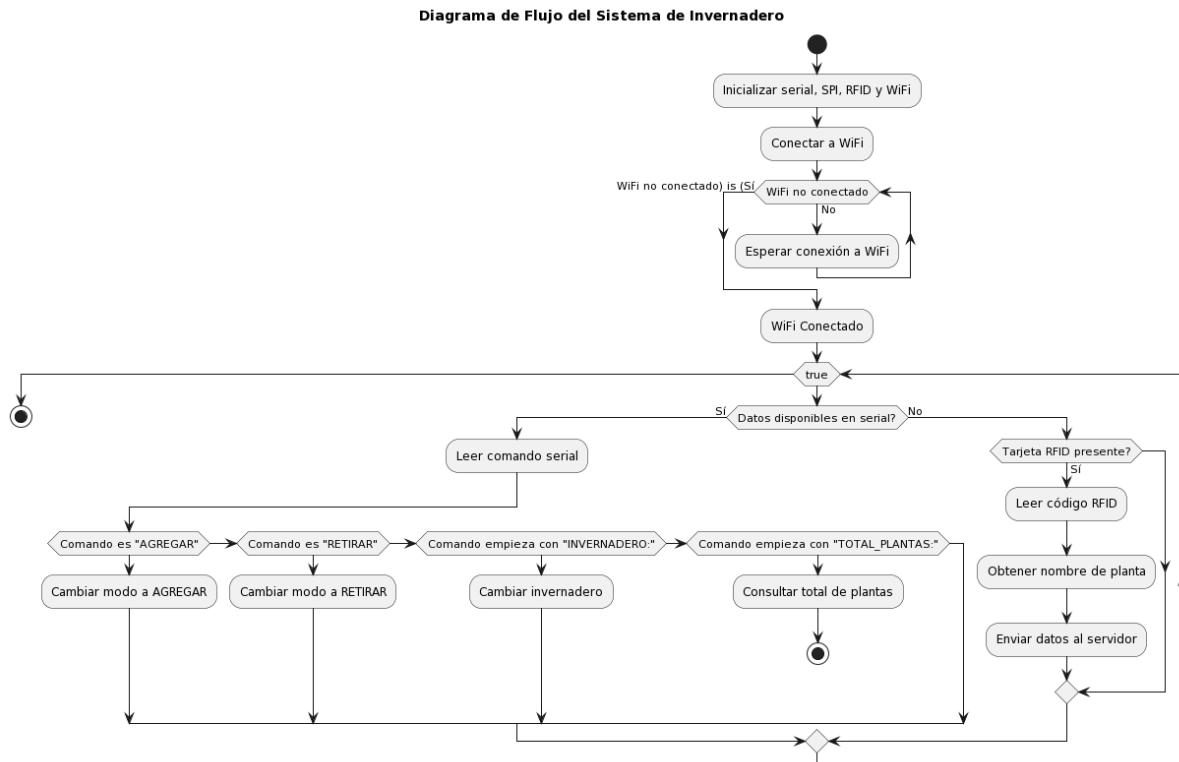 Diagrama de Flujo del Sistema de Invernadero
Inicializar serial, SPI, RFID y WiFi
Conectar a WiFi
WiFi no conectado) is (Sí
WiFi no conectado
No
Esperar conexión a WiFi
WiFi Conectado
true
Sí
Datos disponibles en serial?
No
Leer comando serial
Tarjeta RFID presente?
Sí
Leer código RFID
Comando es "AGREGAR"
Comando es "RETIRAR"
Comando empieza con "INVERNADERO:"
Comando empieza con "TOTAL_PLANTAS:"
Cambiar modo a AGREGAR
Cambiar modo a RETIRAR
Cambiar invernadero
Consultar total de plantas
Obtener nombre de planta
Enviar datos al servidor